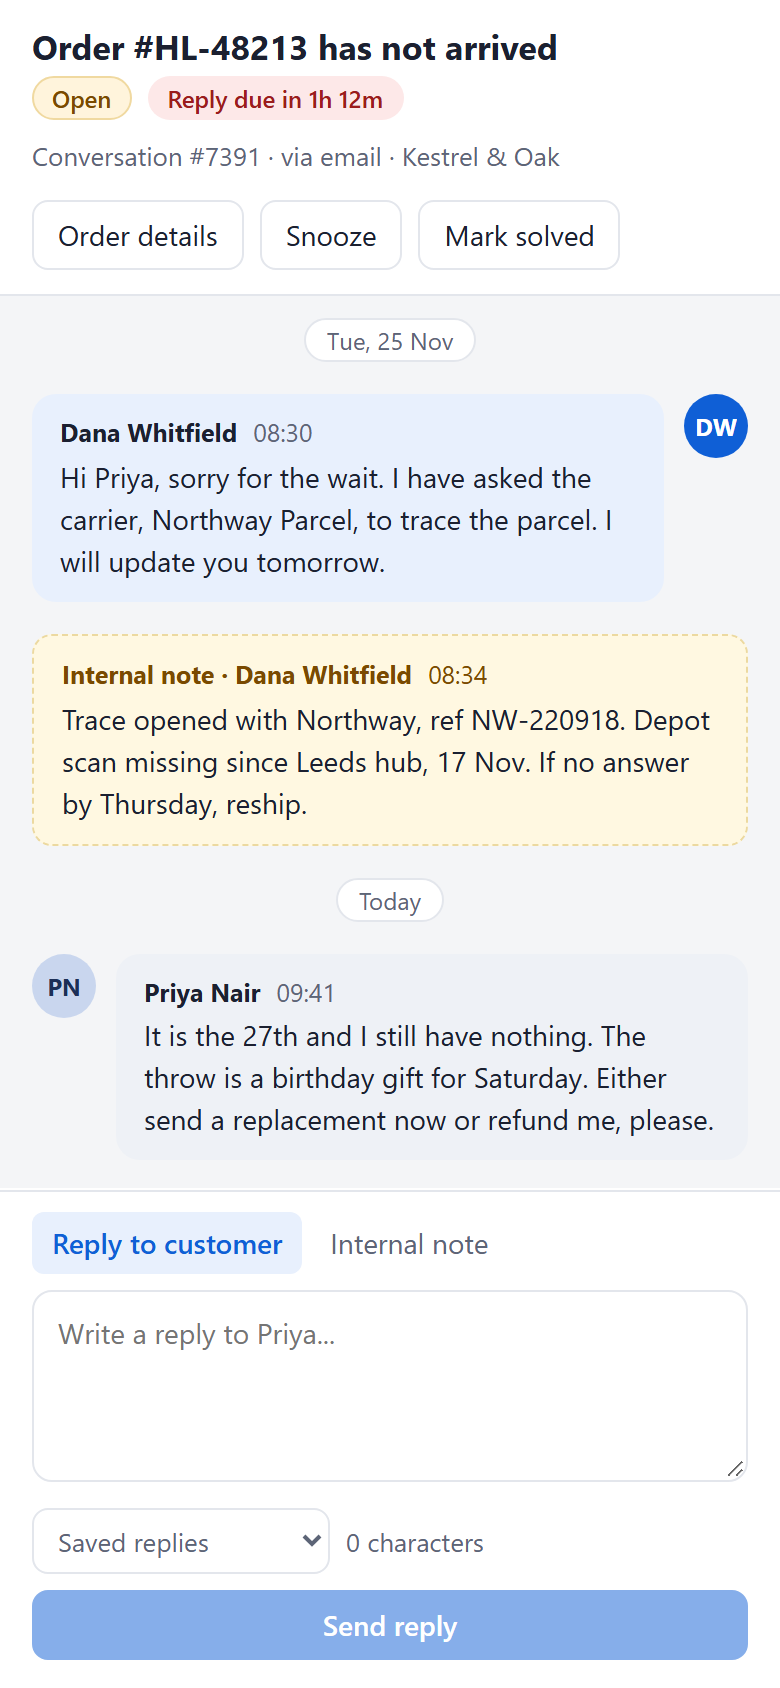 Order #HL-48213 has not arrived
Open
Reply due in 1h 12m
Conversation #7391 · via email · Kestrel & Oak
Order details
Snooze
Mark solved
Tue, 25 Nov
Dana Whitfield 08:30
DW
Hi Priya, sorry for the wait. I have asked the
carrier, Northway Parcel, to trace the parcel. I
will update you tomorrow.
Internal note · Dana Whitfield 08:34
Trace opened with Northway, ref NW-220918. Depot
scan missing since Leeds hub, 17 Nov. If no answer
by Thursday, reship.
Today
PN
Priya Nair 09:41
It is the 27th and I still have nothing. The
throw is a birthday gift for Saturday. Either
send a replacement now or refund me, please.
Reply to customer
Internal note
Write a reply to Priya...
Saved replies
0 characters
Send reply